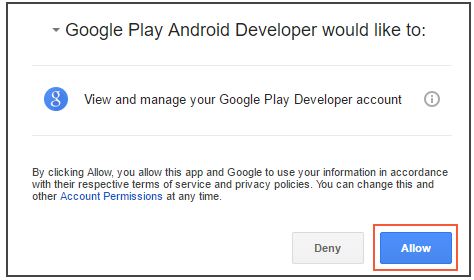 Google Play Android Developer would like to:
g
View and manage your Google Play Developer account
i
By clicking Allow, you allow this app and Google to use your information in accordance
with their respective terms of service and privacy policies. You can change this and
other Account Permissions at any time.
Deny
Allow